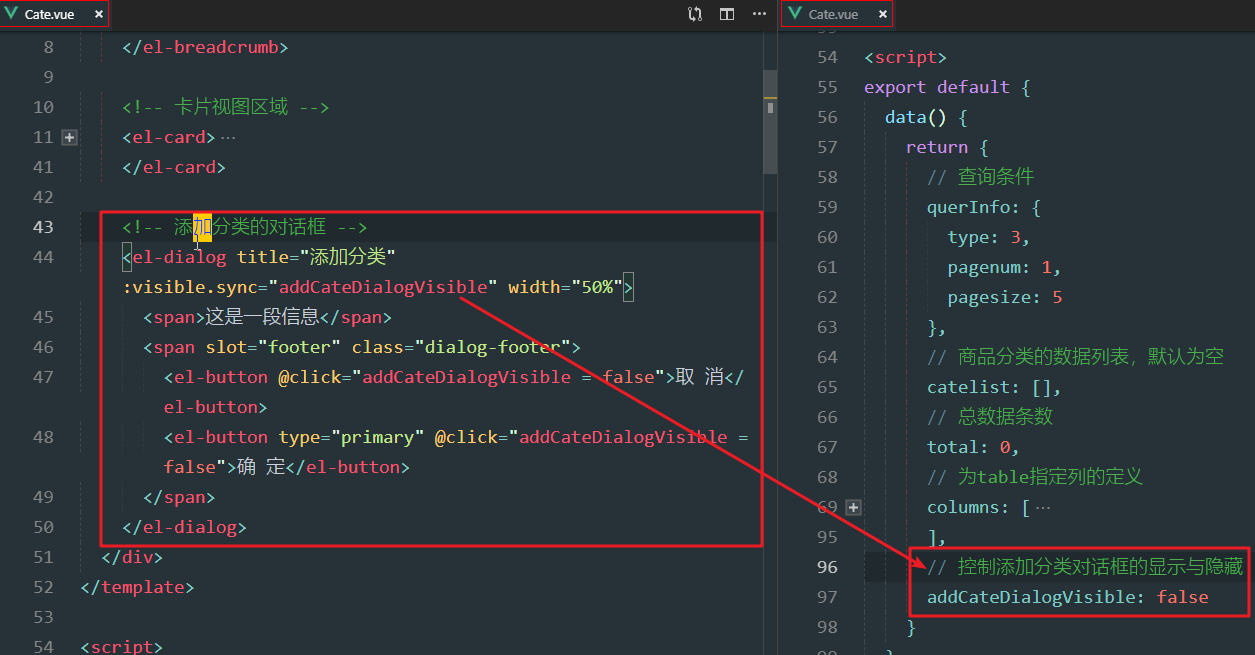 Cate.vue ×
8 </el-breadcrumb>
9
10 <!-- 卡片视图区域 -->
11 <el-card>…
41 </el-card>
42
43 <!-- 添加分类的对话框 -->
44 <el-dialog title="添加分类"
:visible.sync="addCateDialogVisible" width="50%">
45 <span>这是一段信息</span>
46 <span slot="footer" class="dialog-footer">
47 <el-button @click="addCateDialogVisible = false">取 消</
el-button>
48 <el-button type="primary" @click="addCateDialogVisible =
false">确 定</el-button>
49 </span>
50 </el-dialog>
51 </div>
52 </template>
53
54 <script>
Cate.vue ×
54 <script>
55 export default {
56 data() {
57 return {
58 // 查询条件
59 querInfo: {
60 type: 3,
61 pagenum: 1,
62 pagesize: 5
63 },
64 // 商品分类的数据列表，默认为空
65 catelist: [],
66 // 总数据条数
67 total: 0,
68 // 为table指定列的定义
69 columns: […
95 ],
96 // 控制添加分类对话框的显示与隐藏
97 addCateDialogVisible: false
98 }